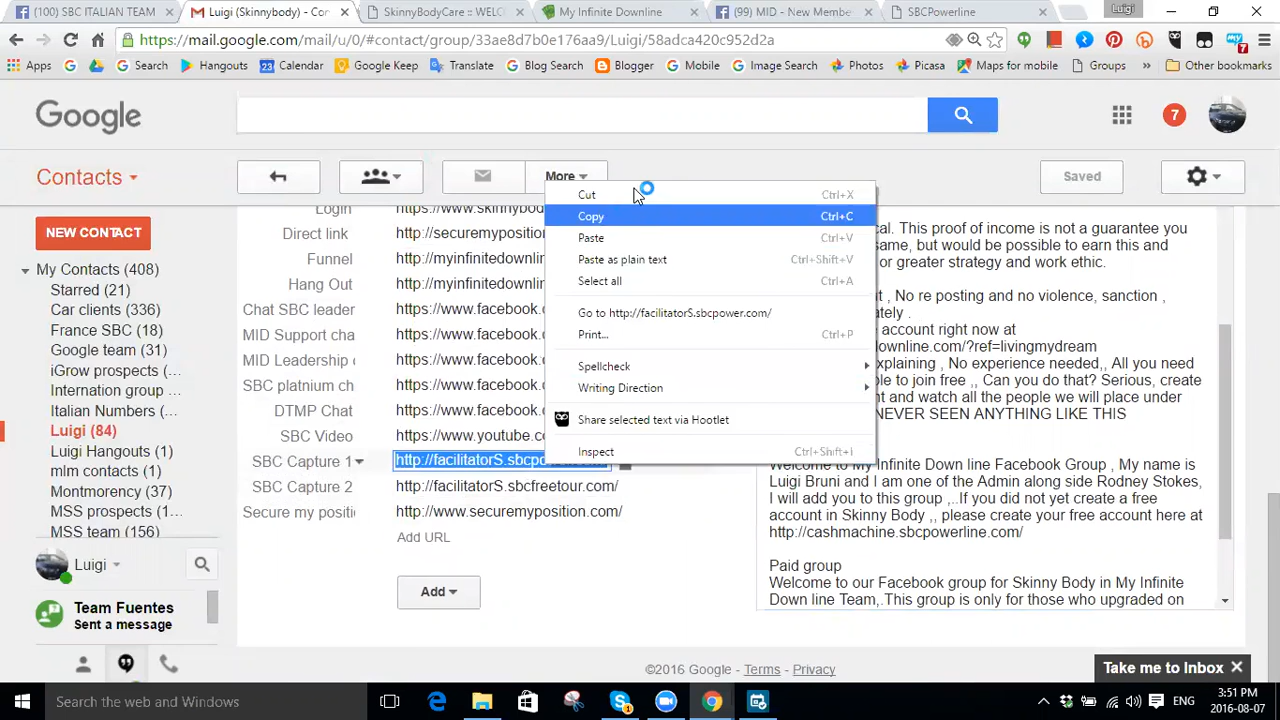 (100) SBC ITALIAN TEAM
Luigi (Skinnybody) - Con
SkinnyBodyCare :: WELC
My Infinite Downline
(99) MID - New Membe
SBCPowerline
Luigi
https://mail.google.com/mail/u/0/#contact/group/33ae8d7b0e176aa9/Luigi/58adca420c952d2a
Apps
Search
Hangouts
23 Calendar
Google Keep
Translate
Blog Search
Blogger
Mobile
Image Search
Photos
Picasa
Maps for mobile
Groups
Other bookmarks
Google
7
Contacts
More
Saved
Cut Ctrl+X
Copy Ctrl+C
Paste Ctrl+V
Paste as plain text Ctrl+Shift+V
Select all Ctrl+A
Go to http://facilitatorS.sbcpower.com/
Print... Ctrl+P
Spellcheck
Writing Direction
Share selected text via Hootlet
Inspect Ctrl+Shift+I
NEW CONTACT
My Contacts (408)
Starred (21)
Car clients (336)
France SBC (18)
Google team (31)
iGrow prospects (...
Internation group ...
Italian Numbers (...
Luigi (84)
Luigi Hangouts (...
mlm contacts (1...
Montmorency (37)
MSS prospects (1...
MSS team (156)
Login https://www.skinnybod
Direct link http://securemyposition
Funnel http://myinfinitedownlin
Hang Out http://myinfinitedownlin
Chat SBC leader https://www.facebook.c
MID Support cha https://www.facebook.c
MID Leadership c https://www.facebook.c
SBC platnium ch https://www.facebook.c
DTMP Chat https://www.facebook.c
SBC Video https://www.youtube.co
SBC Capture 1 http://facilitatorS.sbcpo
SBC Capture 2 http://facilitatorS.sbcfreetour.com/
Secure my positi http://www.securemyposition.com/
Add URL
Add
cal. This proof of income is not a guarantee you
same, but would be possible to earn this and
or greater strategy and work ethic.
, No re posting and no violence, sanction ,
ately .
e account right now at
ownline.com/?ref=livingmydream
explaining , No experience needed,, All you need
ble to join free ,, Can you do that? Serious, create
nt and watch all the people we will place under
NEVER SEEN ANYTHING LIKE THIS
Welcome to My Infinite Down line Facebook Group , My name is
Luigi Bruni and I am one of the Admin along side Rodney Stokes,
I will add you to this group ,..If you did not yet create a free
account in Skinny Body ,, please create your free account here at
http://cashmachine.sbcpowerline.com/
Paid group
Welcome to our Facebook group for Skinny Body in My Infinite
Down line Team,.This group is only for those who upgraded on
Luigi
Team Fuentes
Sent a message
©2016 Google - Terms - Privacy
Take me to Inbox
Search the web and Windows
ENG
3:51 PM
2016-08-07